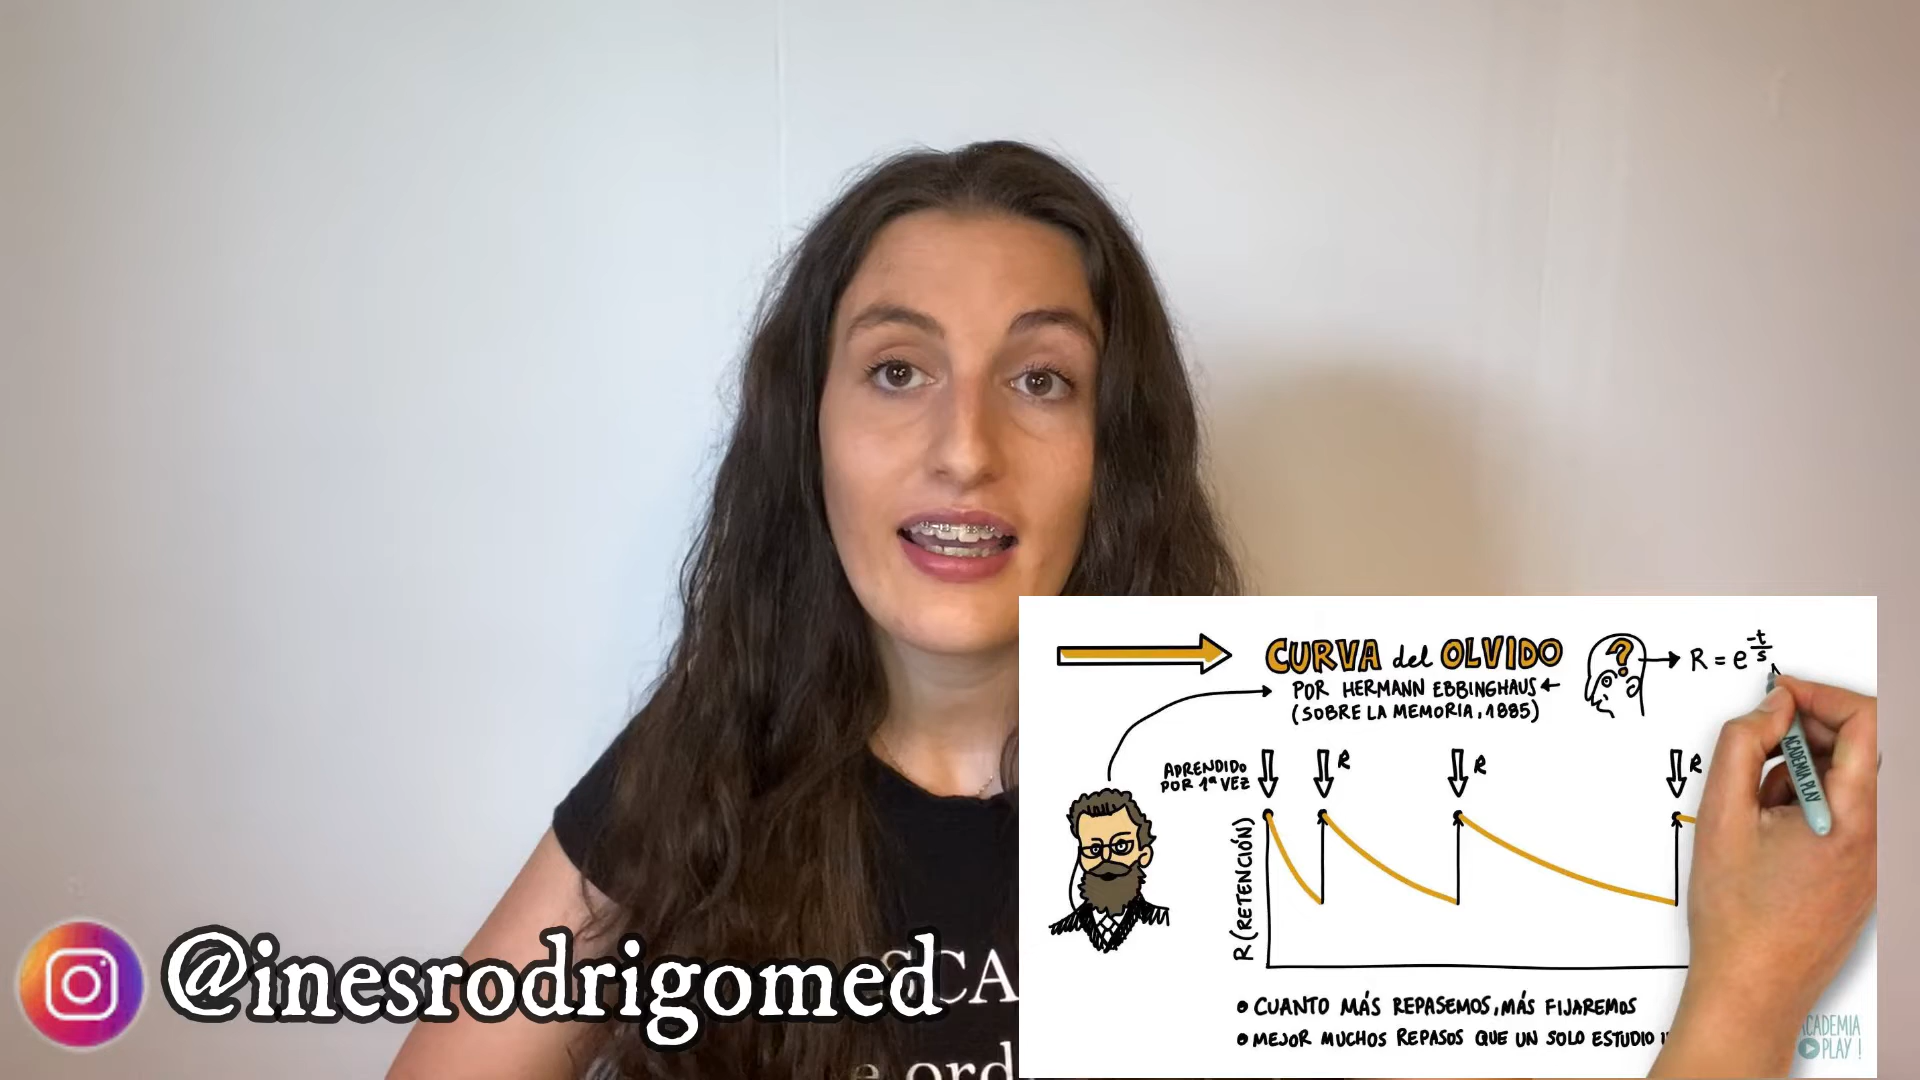 CURVA del OLVIDO
POR HERMANN EBBINGHAUS
(SOBRE LA MEMORIA, 1885)
?
R = e^-t/s
APRENDIDO
POR 1ª VEZ
R
R
R
R (RETENCIÓN)
ACADEMIA PLAY
• CUANTO MÁS REPASEMOS, MÁS FIJAREMOS
• MEJOR MUCHOS REPASOS QUE UN SOLO ESTUDIO
ACADEMIA
PLAY!
@inesrodrigomed